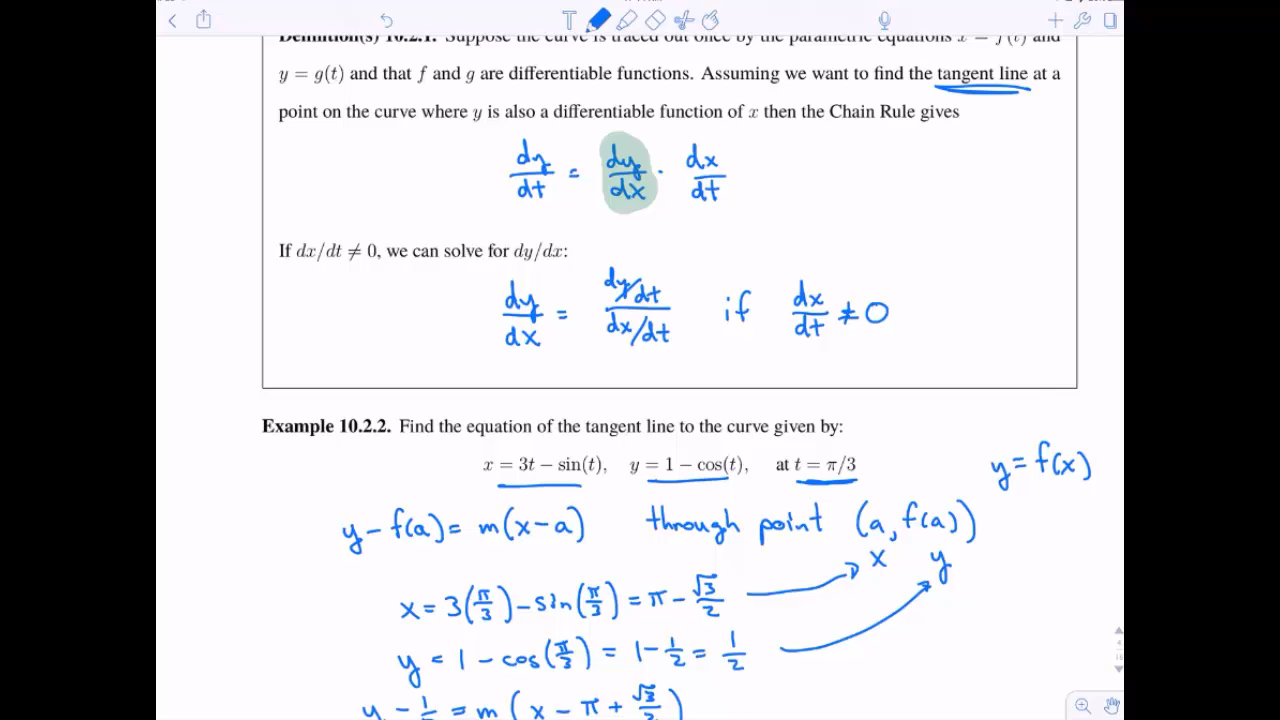 Definition(s) 10.2.1. Suppose the curve is traced out once by the parametric equations x = f(t) and
y = g(t) and that f and g are differentiable functions. Assuming we want to find the tangent line at a
point on the curve where y is also a differentiable function of x then the Chain Rule gives
dy/dt = dy/dx · dx/dt
If dx/dt ≠ 0, we can solve for dy/dx:
dy/dx = (dy/dt)/(dx/dt) if dx/dt ≠ 0
Example 10.2.2. Find the equation of the tangent line to the curve given by:
x = 3t − sin(t), y = 1 − cos(t), at t = π/3
y = f(x)
y − f(a) = m(x − a) through point (a, f(a))
x y
x = 3(π/3) − sin(π/3) = π − √3/2
y = 1 − cos(π/3) = 1 − 1/2 = 1/2
y − 1/2 = m(x − π + √3/2)